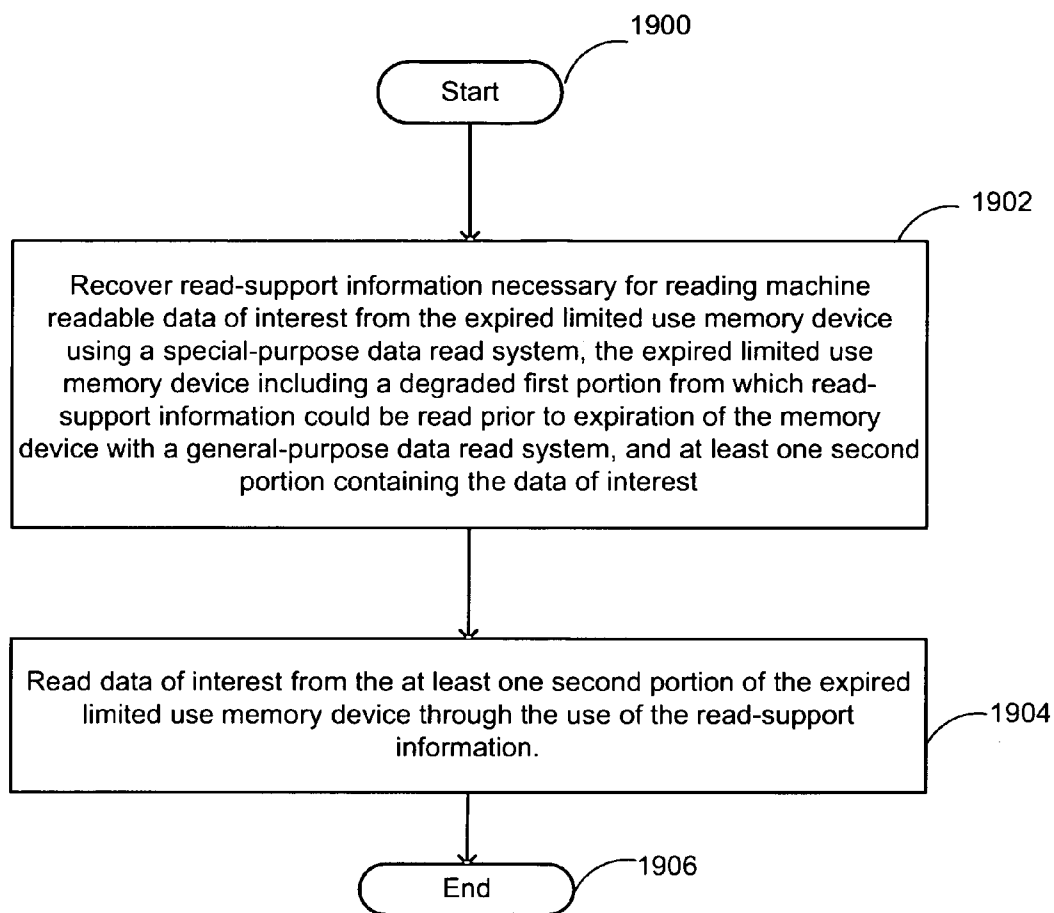 1900
Start
1902
Recover read-support information necessary for reading machine
readable data of interest from the expired limited use memory device
using a special-purpose data read system, the expired limited use
memory device including a degraded first portion from which read-
support information could be read prior to expiration of the memory
device with a general-purpose data read system, and at least one second
portion containing the data of interest
Read data of interest from the at least one second portion of the expired
limited use memory device through the use of the read-support
information.
1904
End
1906